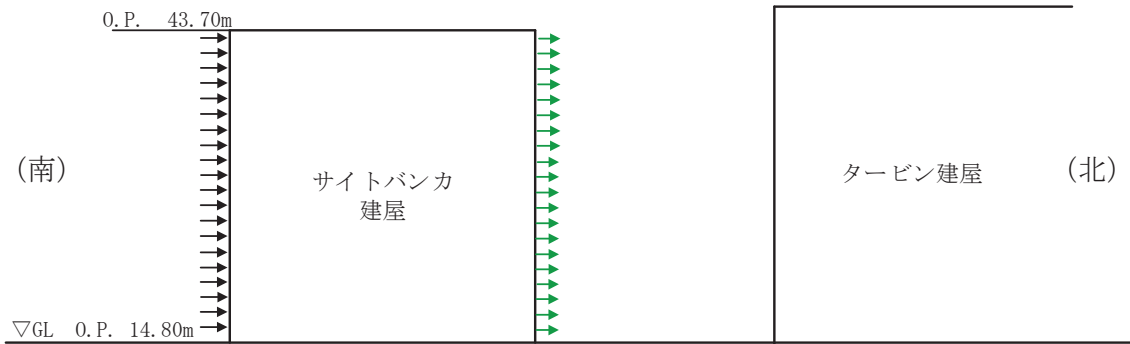 O.P. 43.70m
(南)
サイトバンカ
建屋
タービン建屋
(北)
▽GL O.P. 14.80m